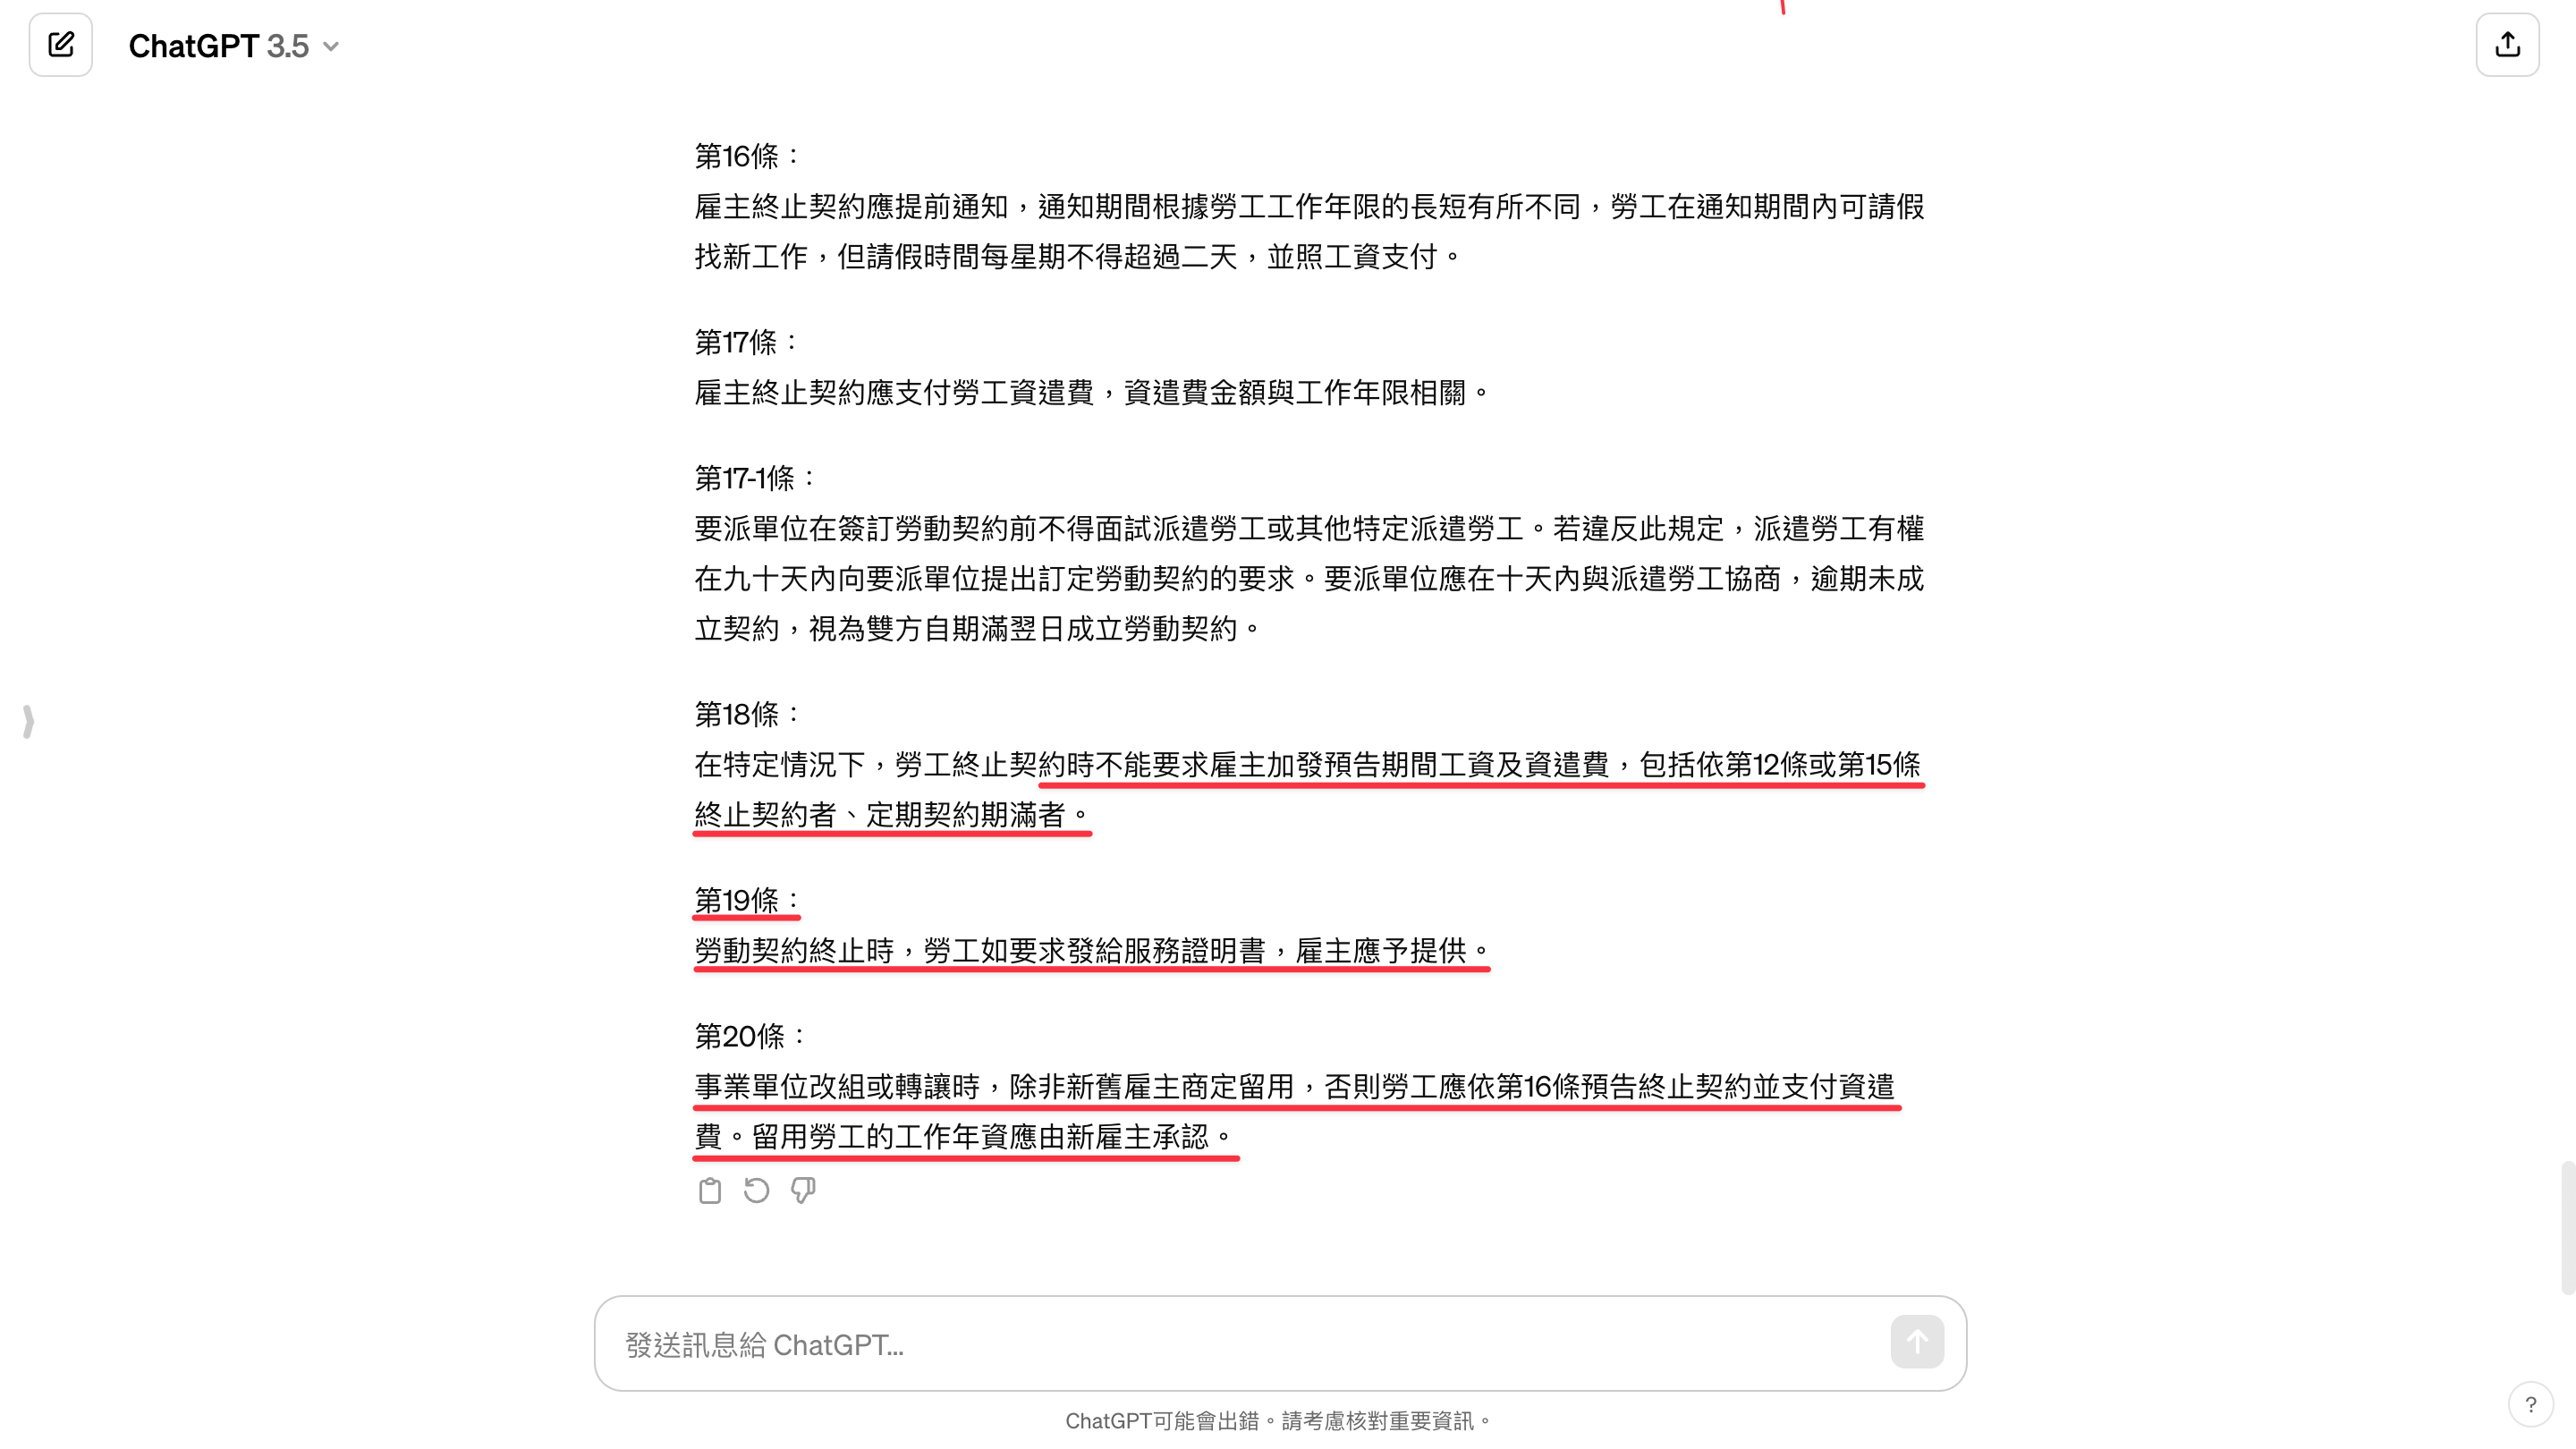 ChatGPT 3.5
第16條：
雇主終止契約應提前通知，通知期間根據勞工工作年限的長短有所不同，勞工在通知期間內可請假
找新工作，但請假時間每星期不得超過二天，並照工資支付。
第17條：
雇主終止契約應支付勞工資遣費，資遣費金額與工作年限相關。
第17-1條：
要派單位在簽訂勞動契約前不得面試派遣勞工或其他特定派遣勞工。若違反此規定，派遣勞工有權
在九十天內向要派單位提出訂定勞動契約的要求。要派單位應在十天內與派遣勞工協商，逾期未成
立契約，視為雙方自期滿翌日成立勞動契約。
第18條：
在特定情況下，勞工終止契約時不能要求雇主加發預告期間工資及資遣費，包括依第12條或第15條
終止契約者、定期契約期滿者。
第19條：
勞動契約終止時，勞工如要求發給服務證明書，雇主應予提供。
第20條：
事業單位改組或轉讓時，除非新舊雇主商定留用，否則勞工應依第16條預告終止契約並支付資遣
費。留用勞工的工作年資應由新雇主承認。
發送訊息給 ChatGPT...
ChatGPT可能會出錯。請考慮核對重要資訊。
?